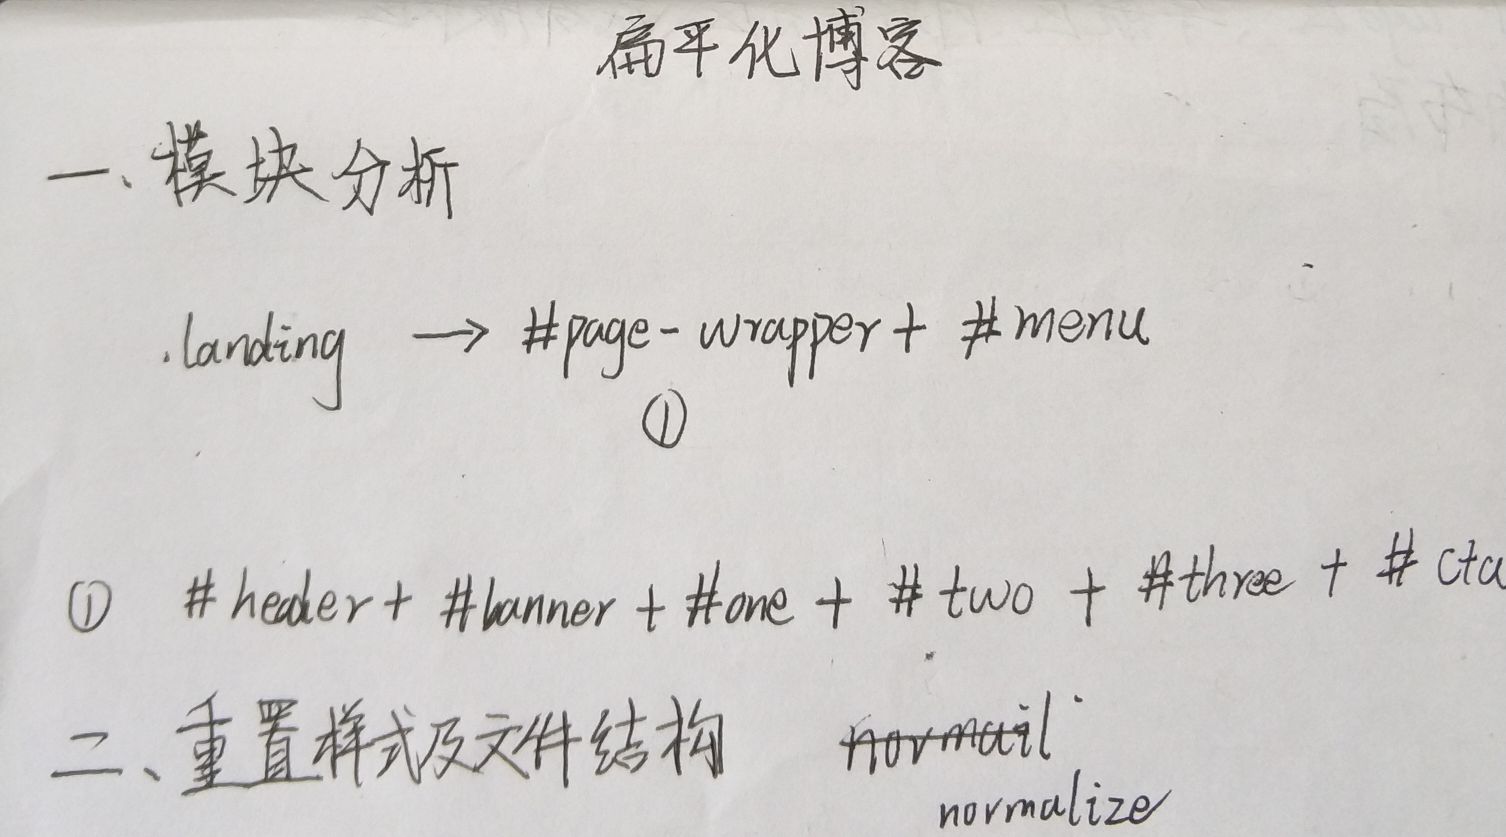 扁平化博客
一、模块分析
.landing → #page-wrapper + #menu
①
① #header + #banner + #one + #two + #three + #cta
二、重置样式及文件结构 normail
normalize